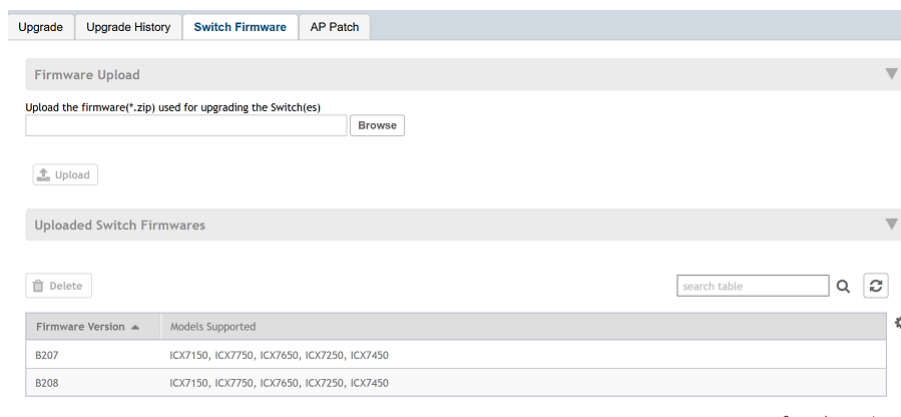 Upgrade Upgrade History Switch Firmware AP Patch
Firmware Upload
Upload the firmware(*.zip) used for upgrading the Switch(es)
Browse
Upload
Uploaded Switch Firmwares
Delete search table
Firmware Version Models Supported
B207 ICX7150, ICX7750, ICX7650, ICX7250, ICX7450
B208 ICX7150, ICX7750, ICX7650, ICX7250, ICX7450